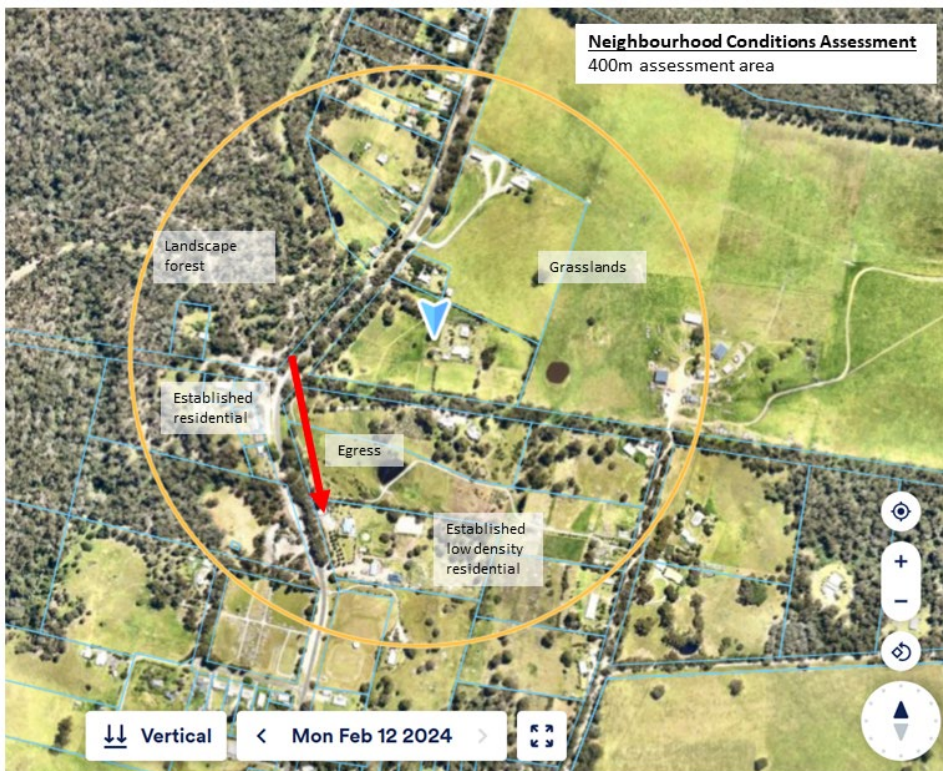 Neighbourhood Conditions Assessment
400m assessment area
Landscape
forest
Grasslands
Established
residential
Egress
Established
low density
residential
Vertical
Mon Feb 12 2024